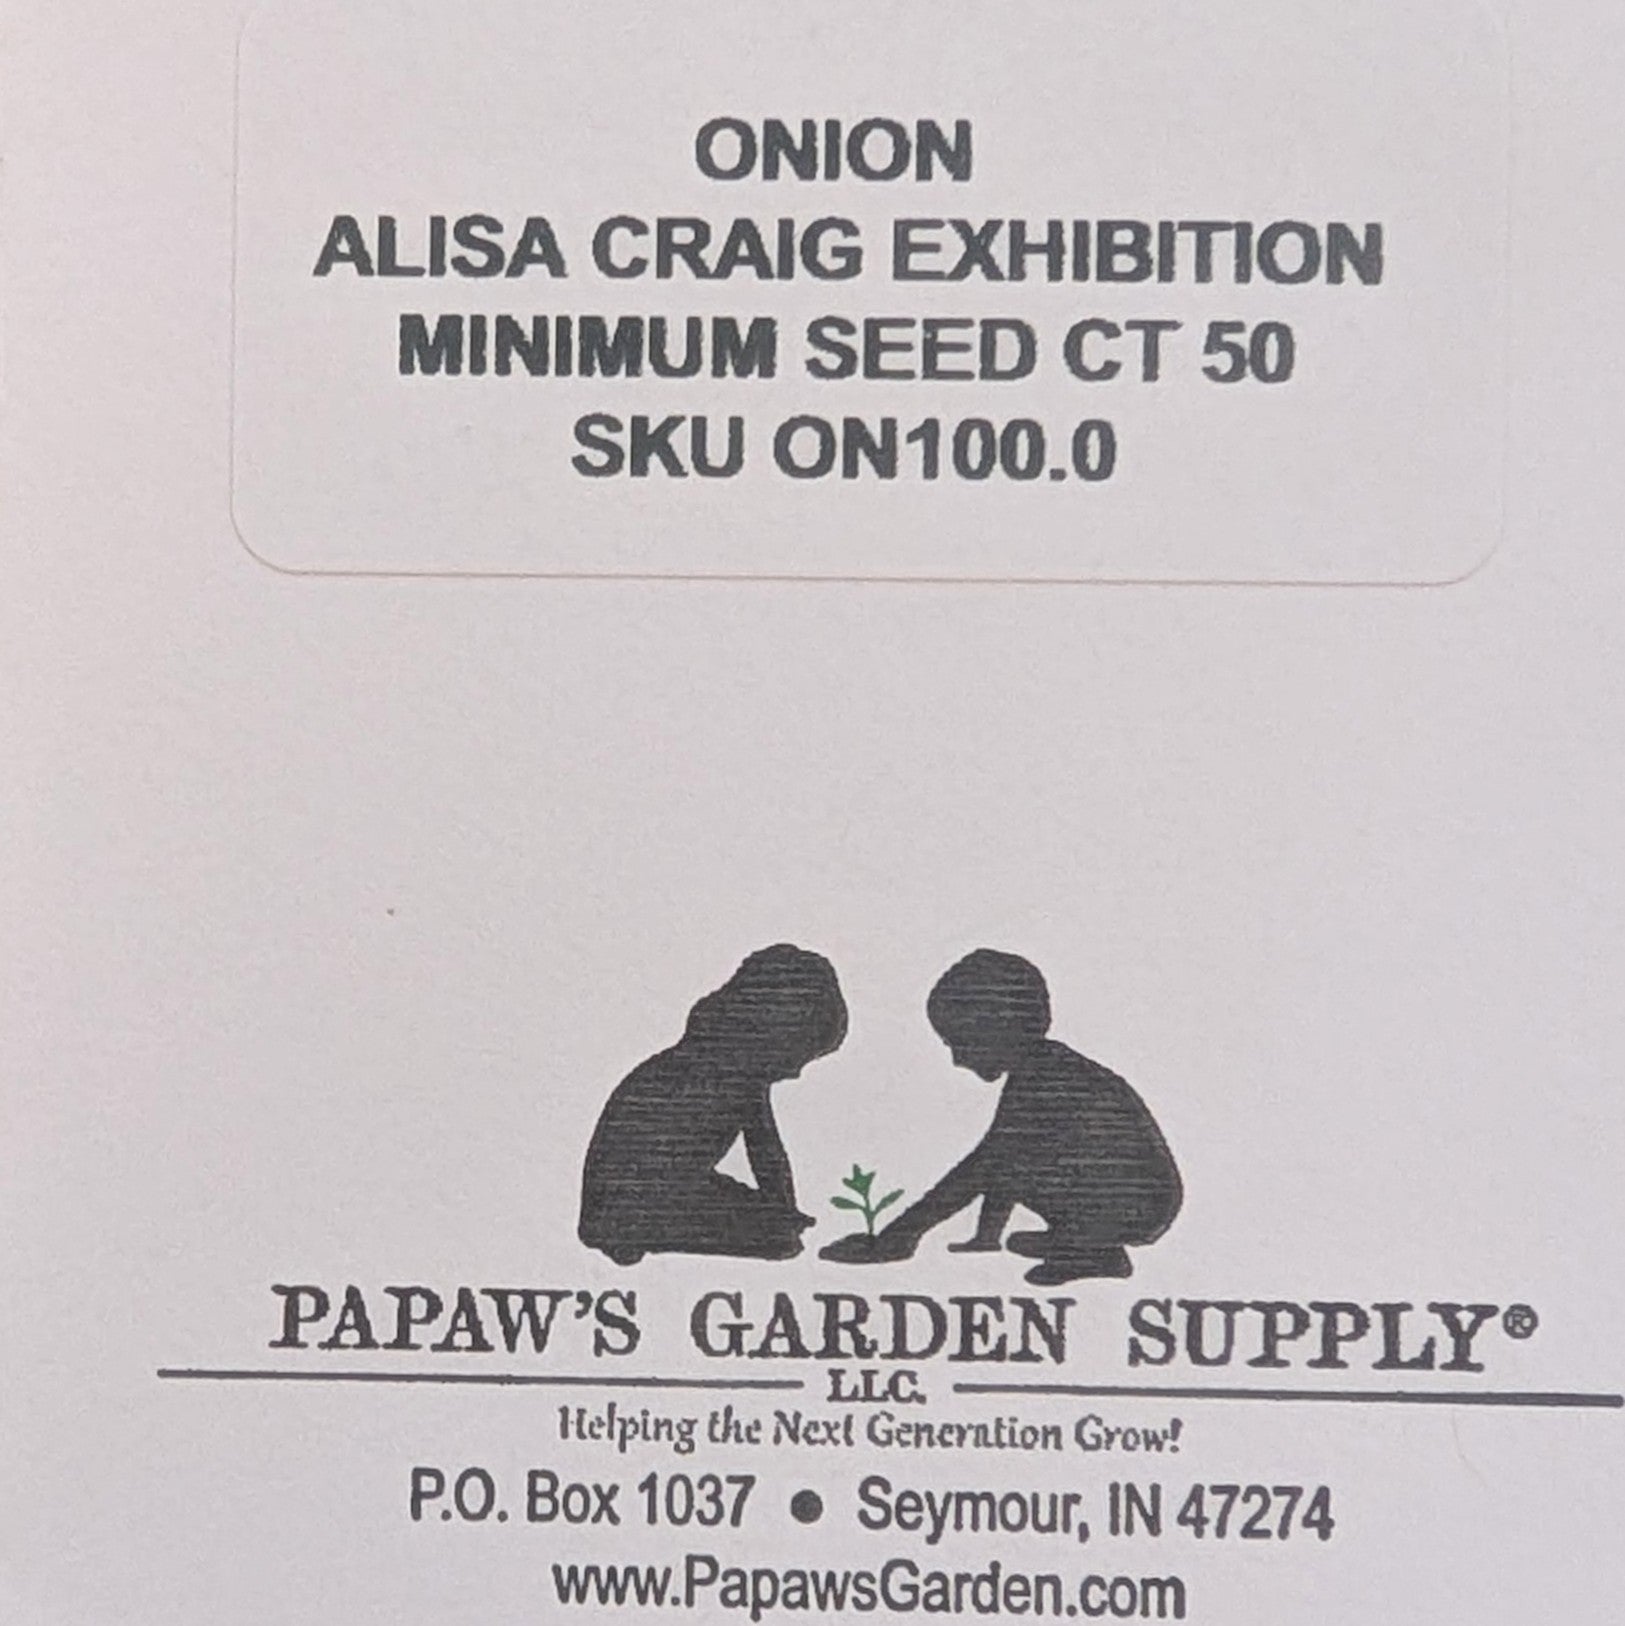 ONION
ALISA CRAIG EXHIBITION
MINIMUM SEED CT 50
SKU ON100.0
PAPAW'S GARDEN SUPPLY®
LLC.
Helping the Next Generation Grow!
P.O. Box 1037 • Seymour, IN 47274
www.PapawsGarden.com